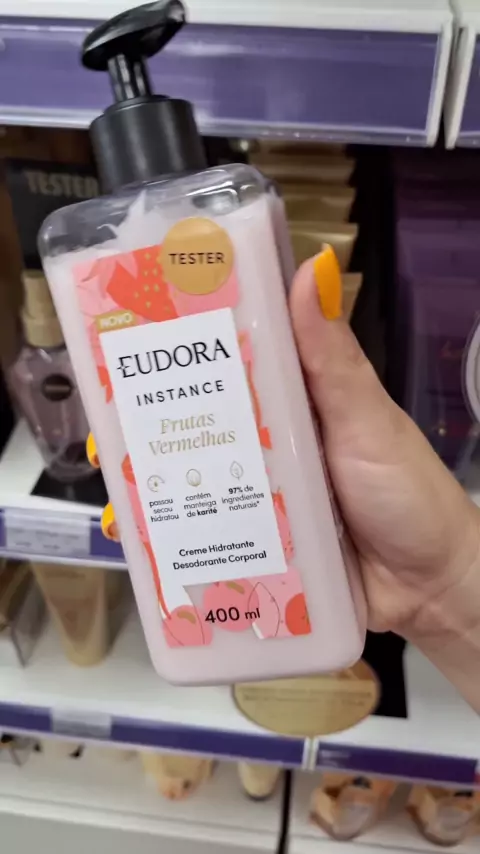 TESTER
TESTER
NOVO
EUDORA
INSTANCE
Frutas
Vermelhas
passou
secou
hidratou
contém
manteiga
de karité
97% de
ingredientes
naturais*
Creme Hidratante
Desodorante Corporal
400 ml